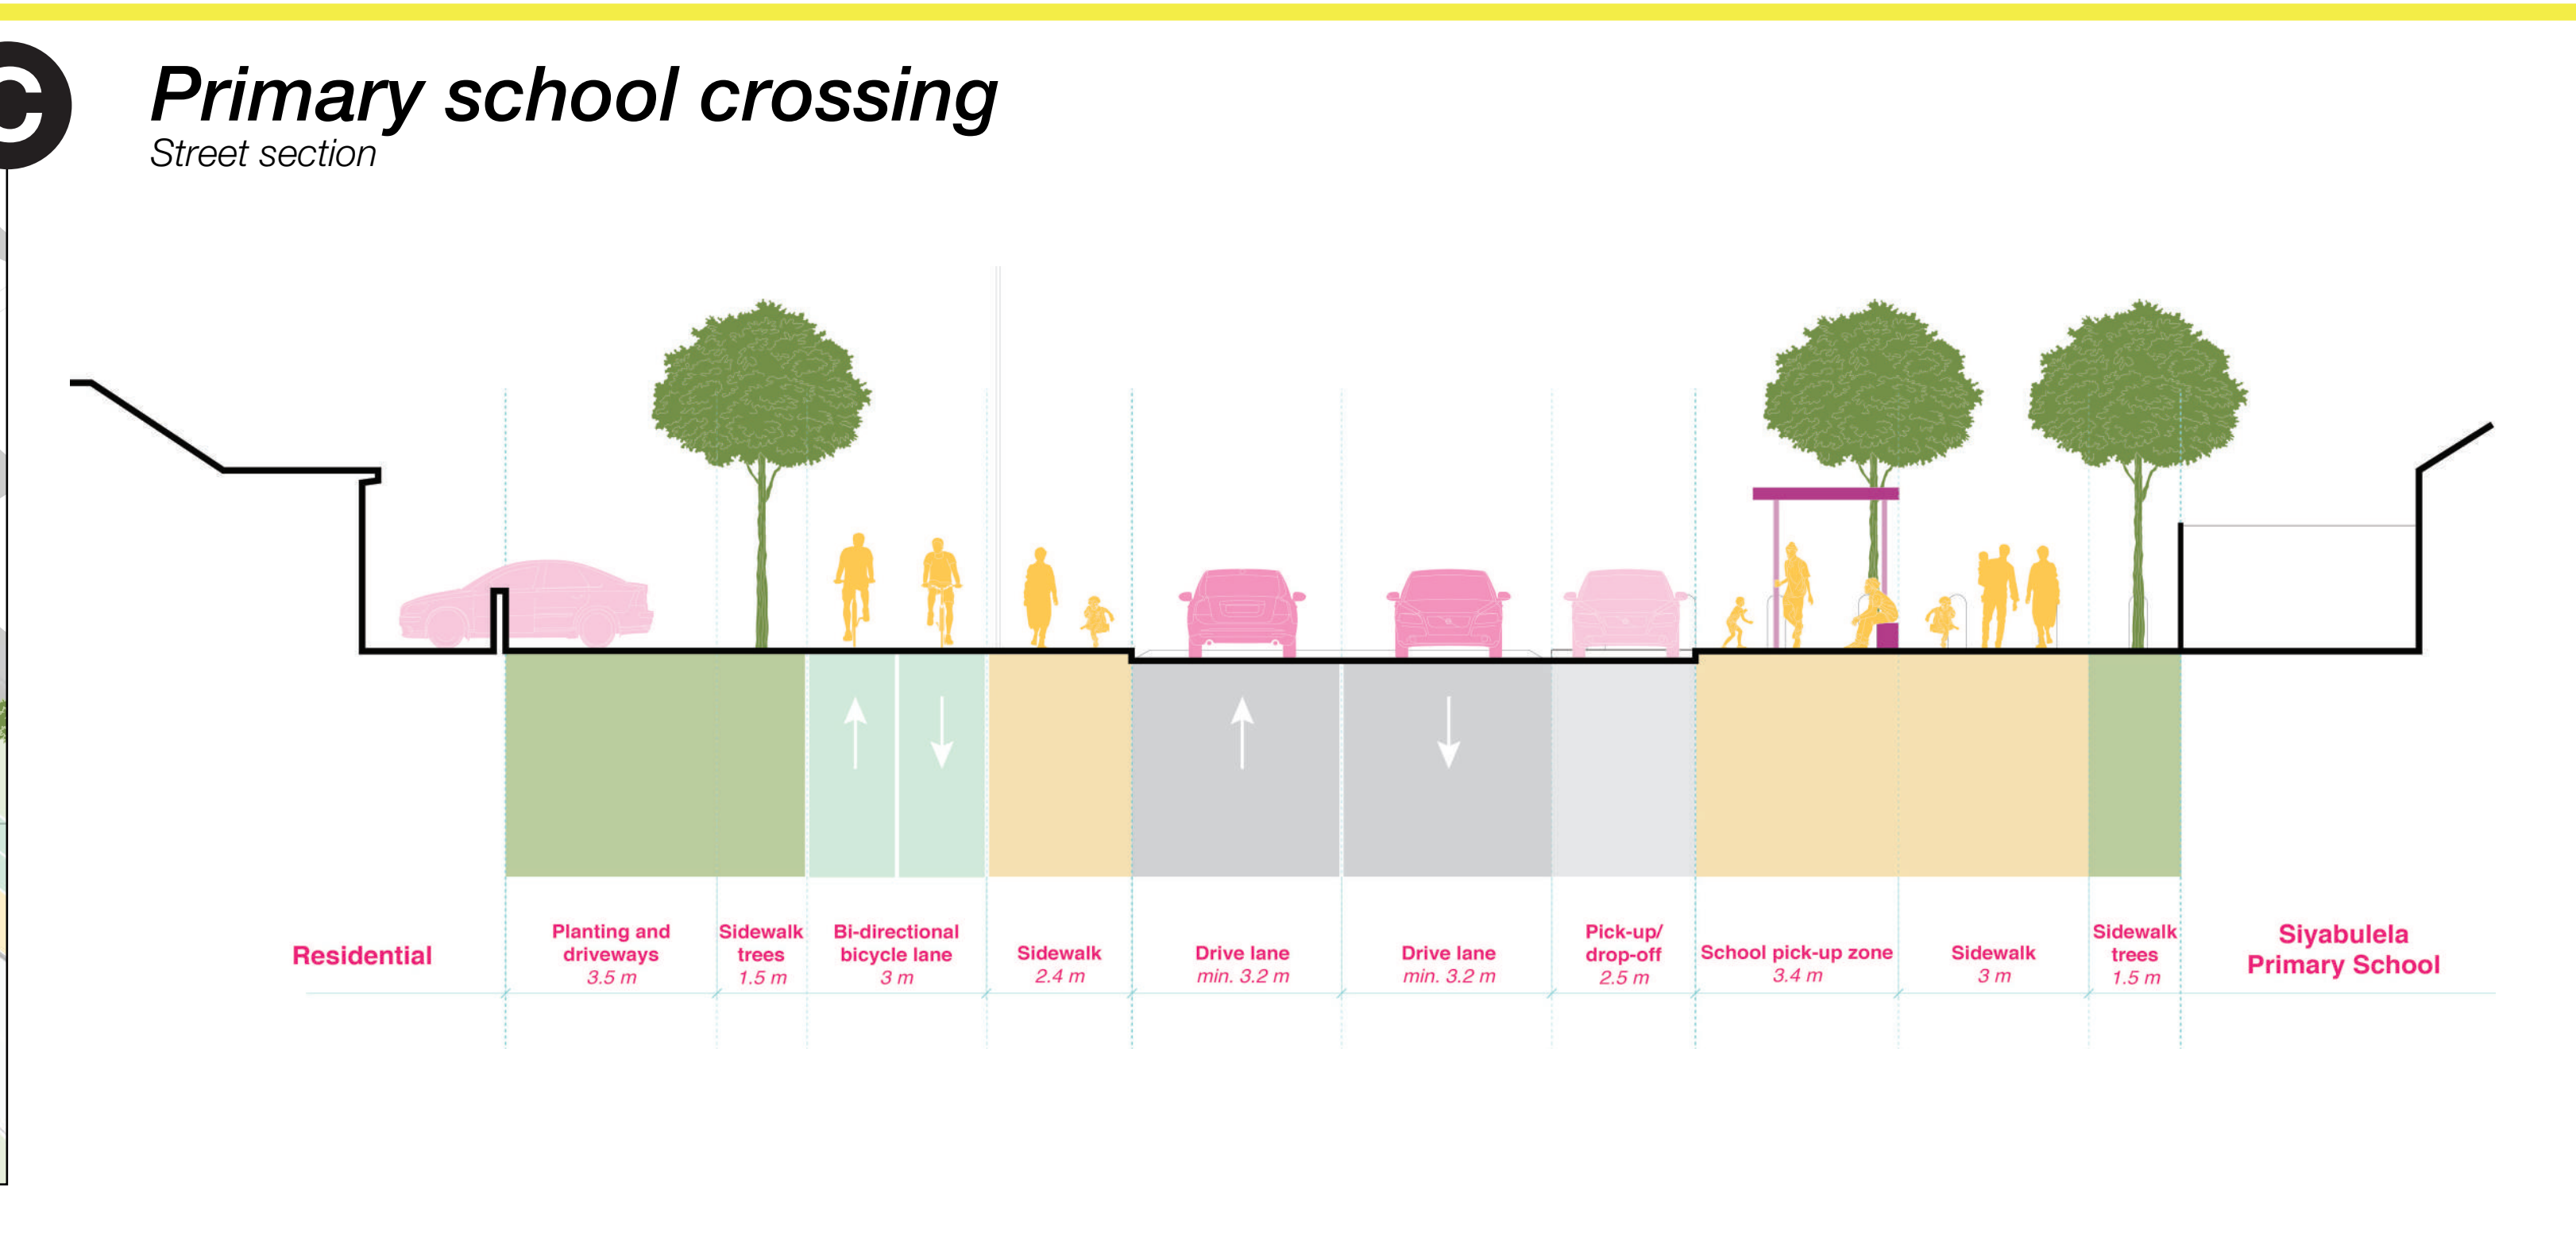 C
Primary school crossing
Street section
Residential
Planting and
driveways
3.5 m
Sidewalk
trees
1.5 m
Bi-directional
bicycle lane
3 m
Sidewalk
2.4 m
Drive lane
min. 3.2 m
Drive lane
min. 3.2 m
Pick-up/
drop-off
2.5 m
School pick-up zone
3.4 m
Sidewalk
3 m
Sidewalk
trees
1.5 m
Siyabulela
Primary School